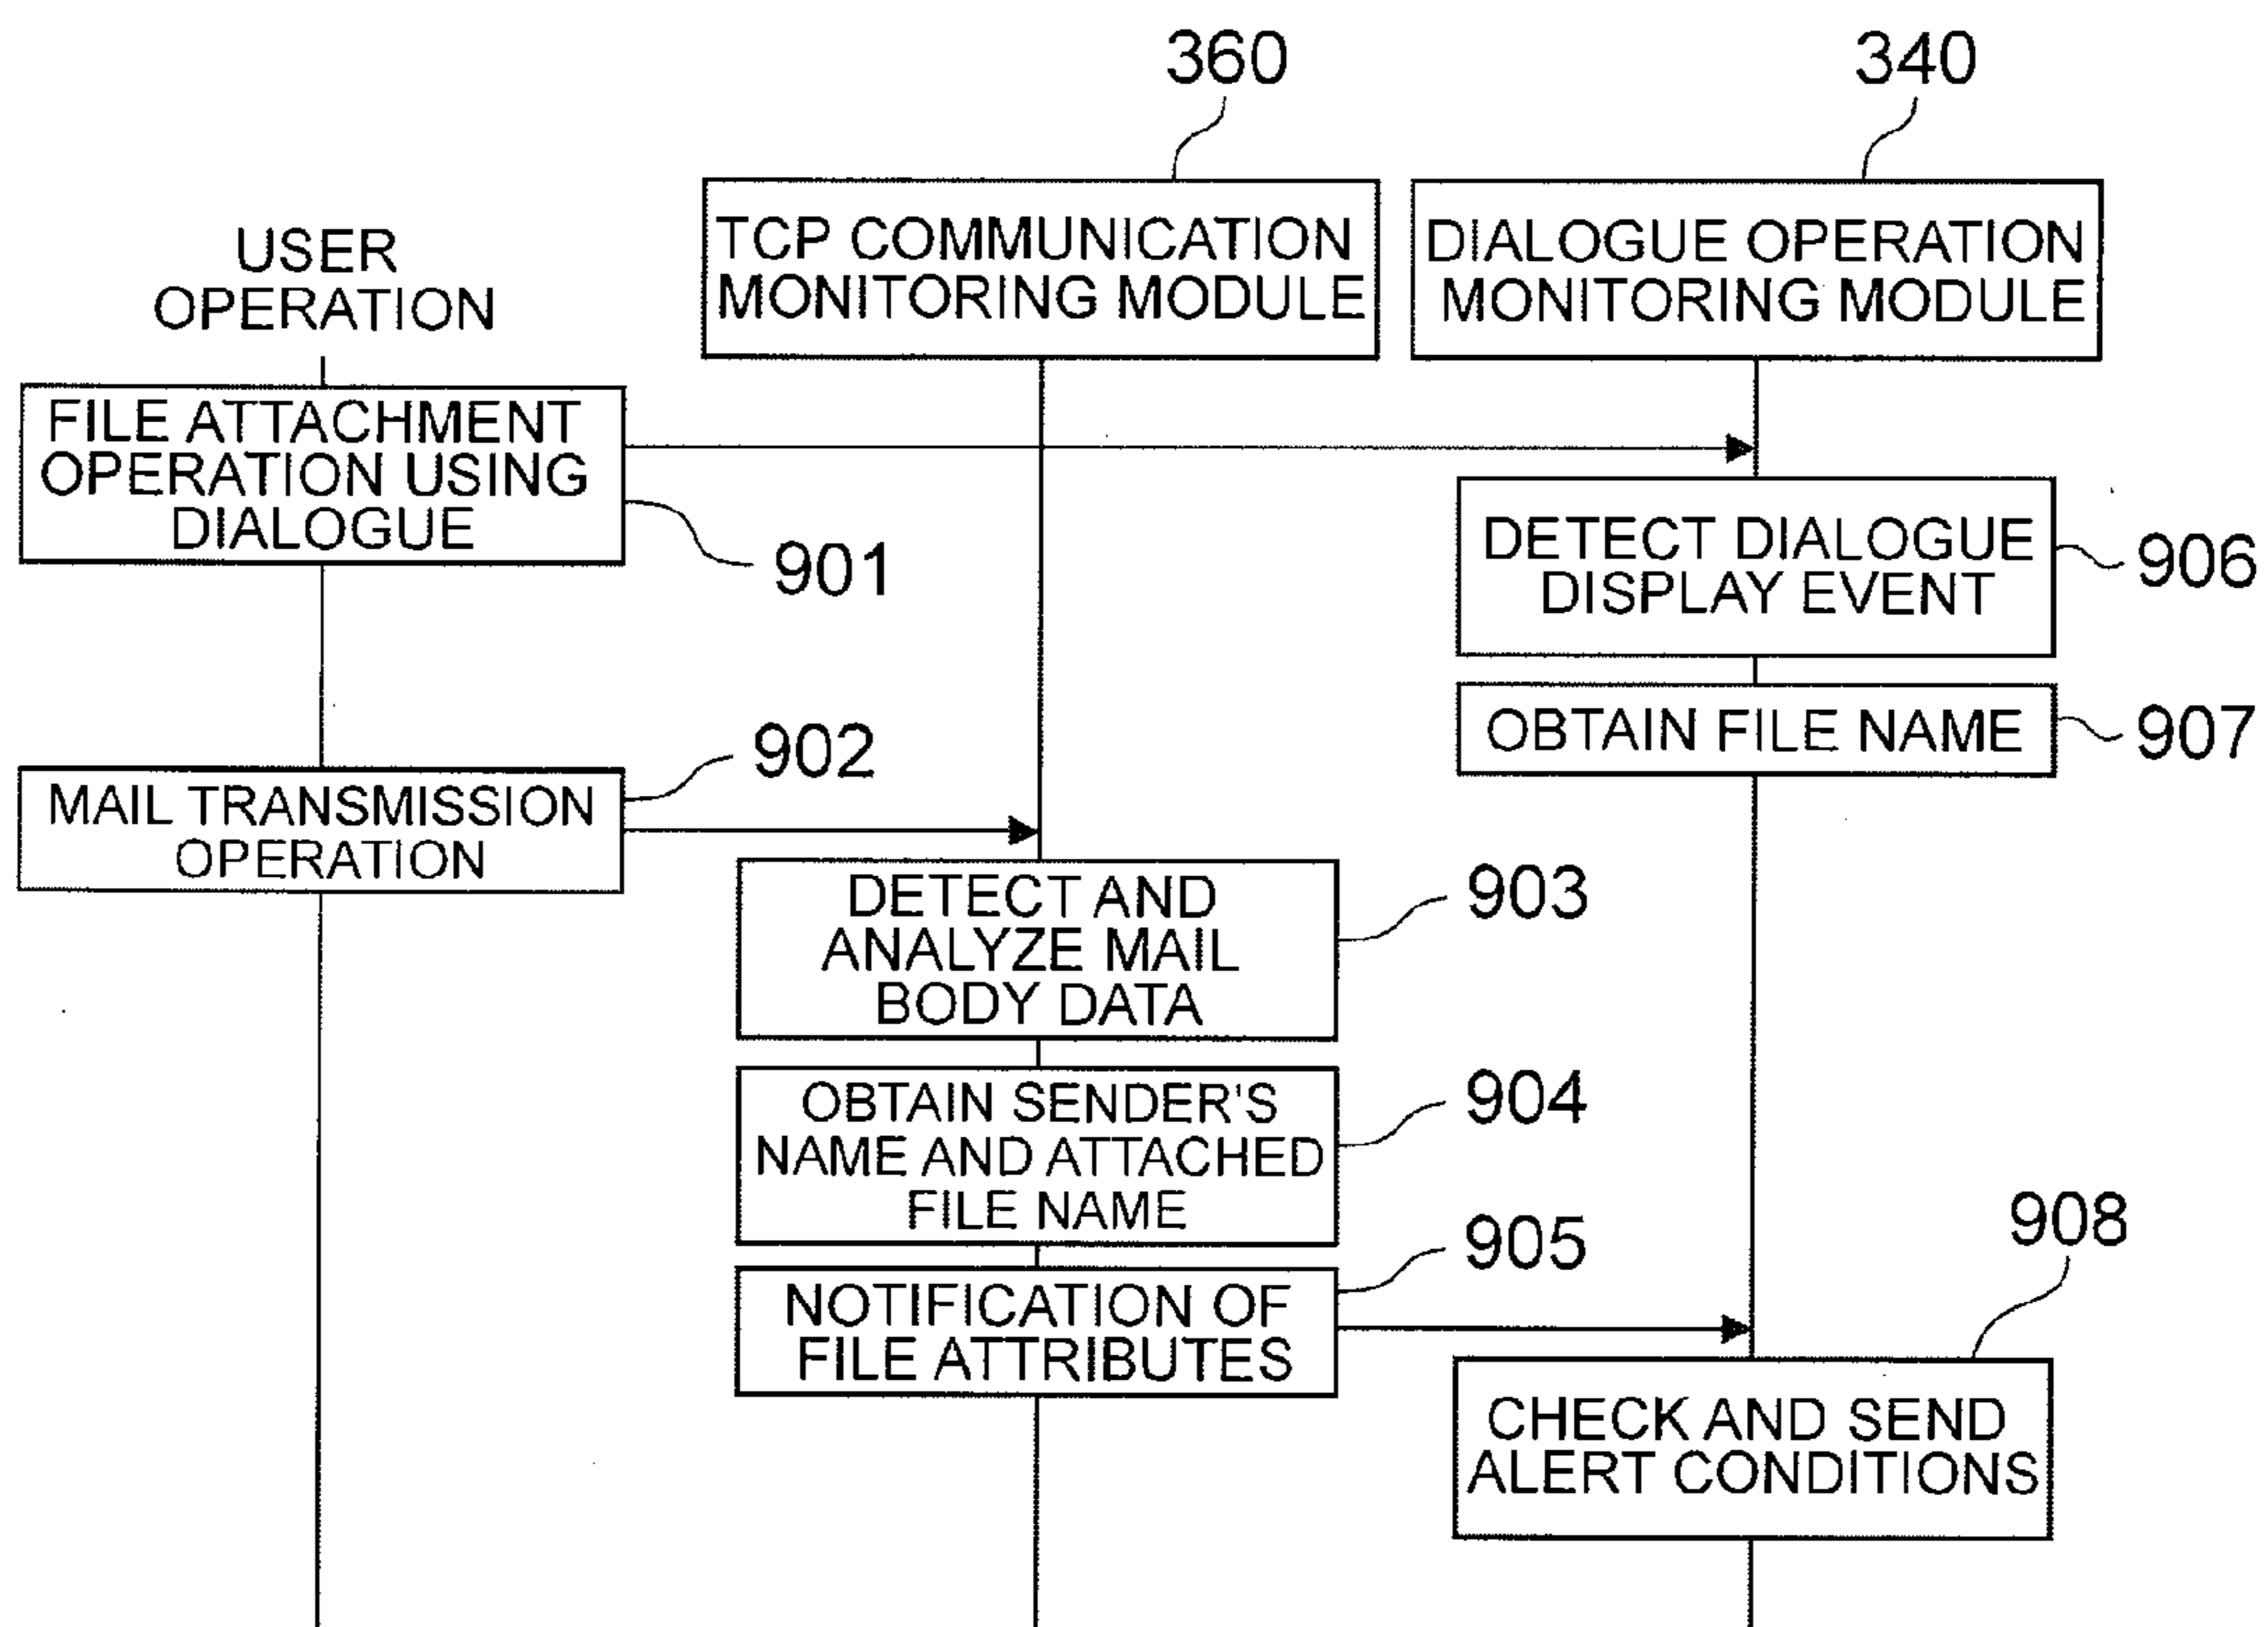 360
340
USER
OPERATION
TCP COMMUNICATION
MONITORING MODULE
DIALOGUE OPERATION
MONITORING MODULE
FILE ATTACHMENT
OPERATION USING
DIALOGUE
901
DETECT DIALOGUE
DISPLAY EVENT
906
OBTAIN FILE NAME
907
902
MAIL TRANSMISSION
OPERATION
DETECT AND
ANALYZE MAIL
BODY DATA
903
OBTAIN SENDER'S
NAME AND ATTACHED
FILE NAME
904
905
NOTIFICATION OF
FILE ATTRIBUTES
908
CHECK AND SEND
ALERT CONDITIONS